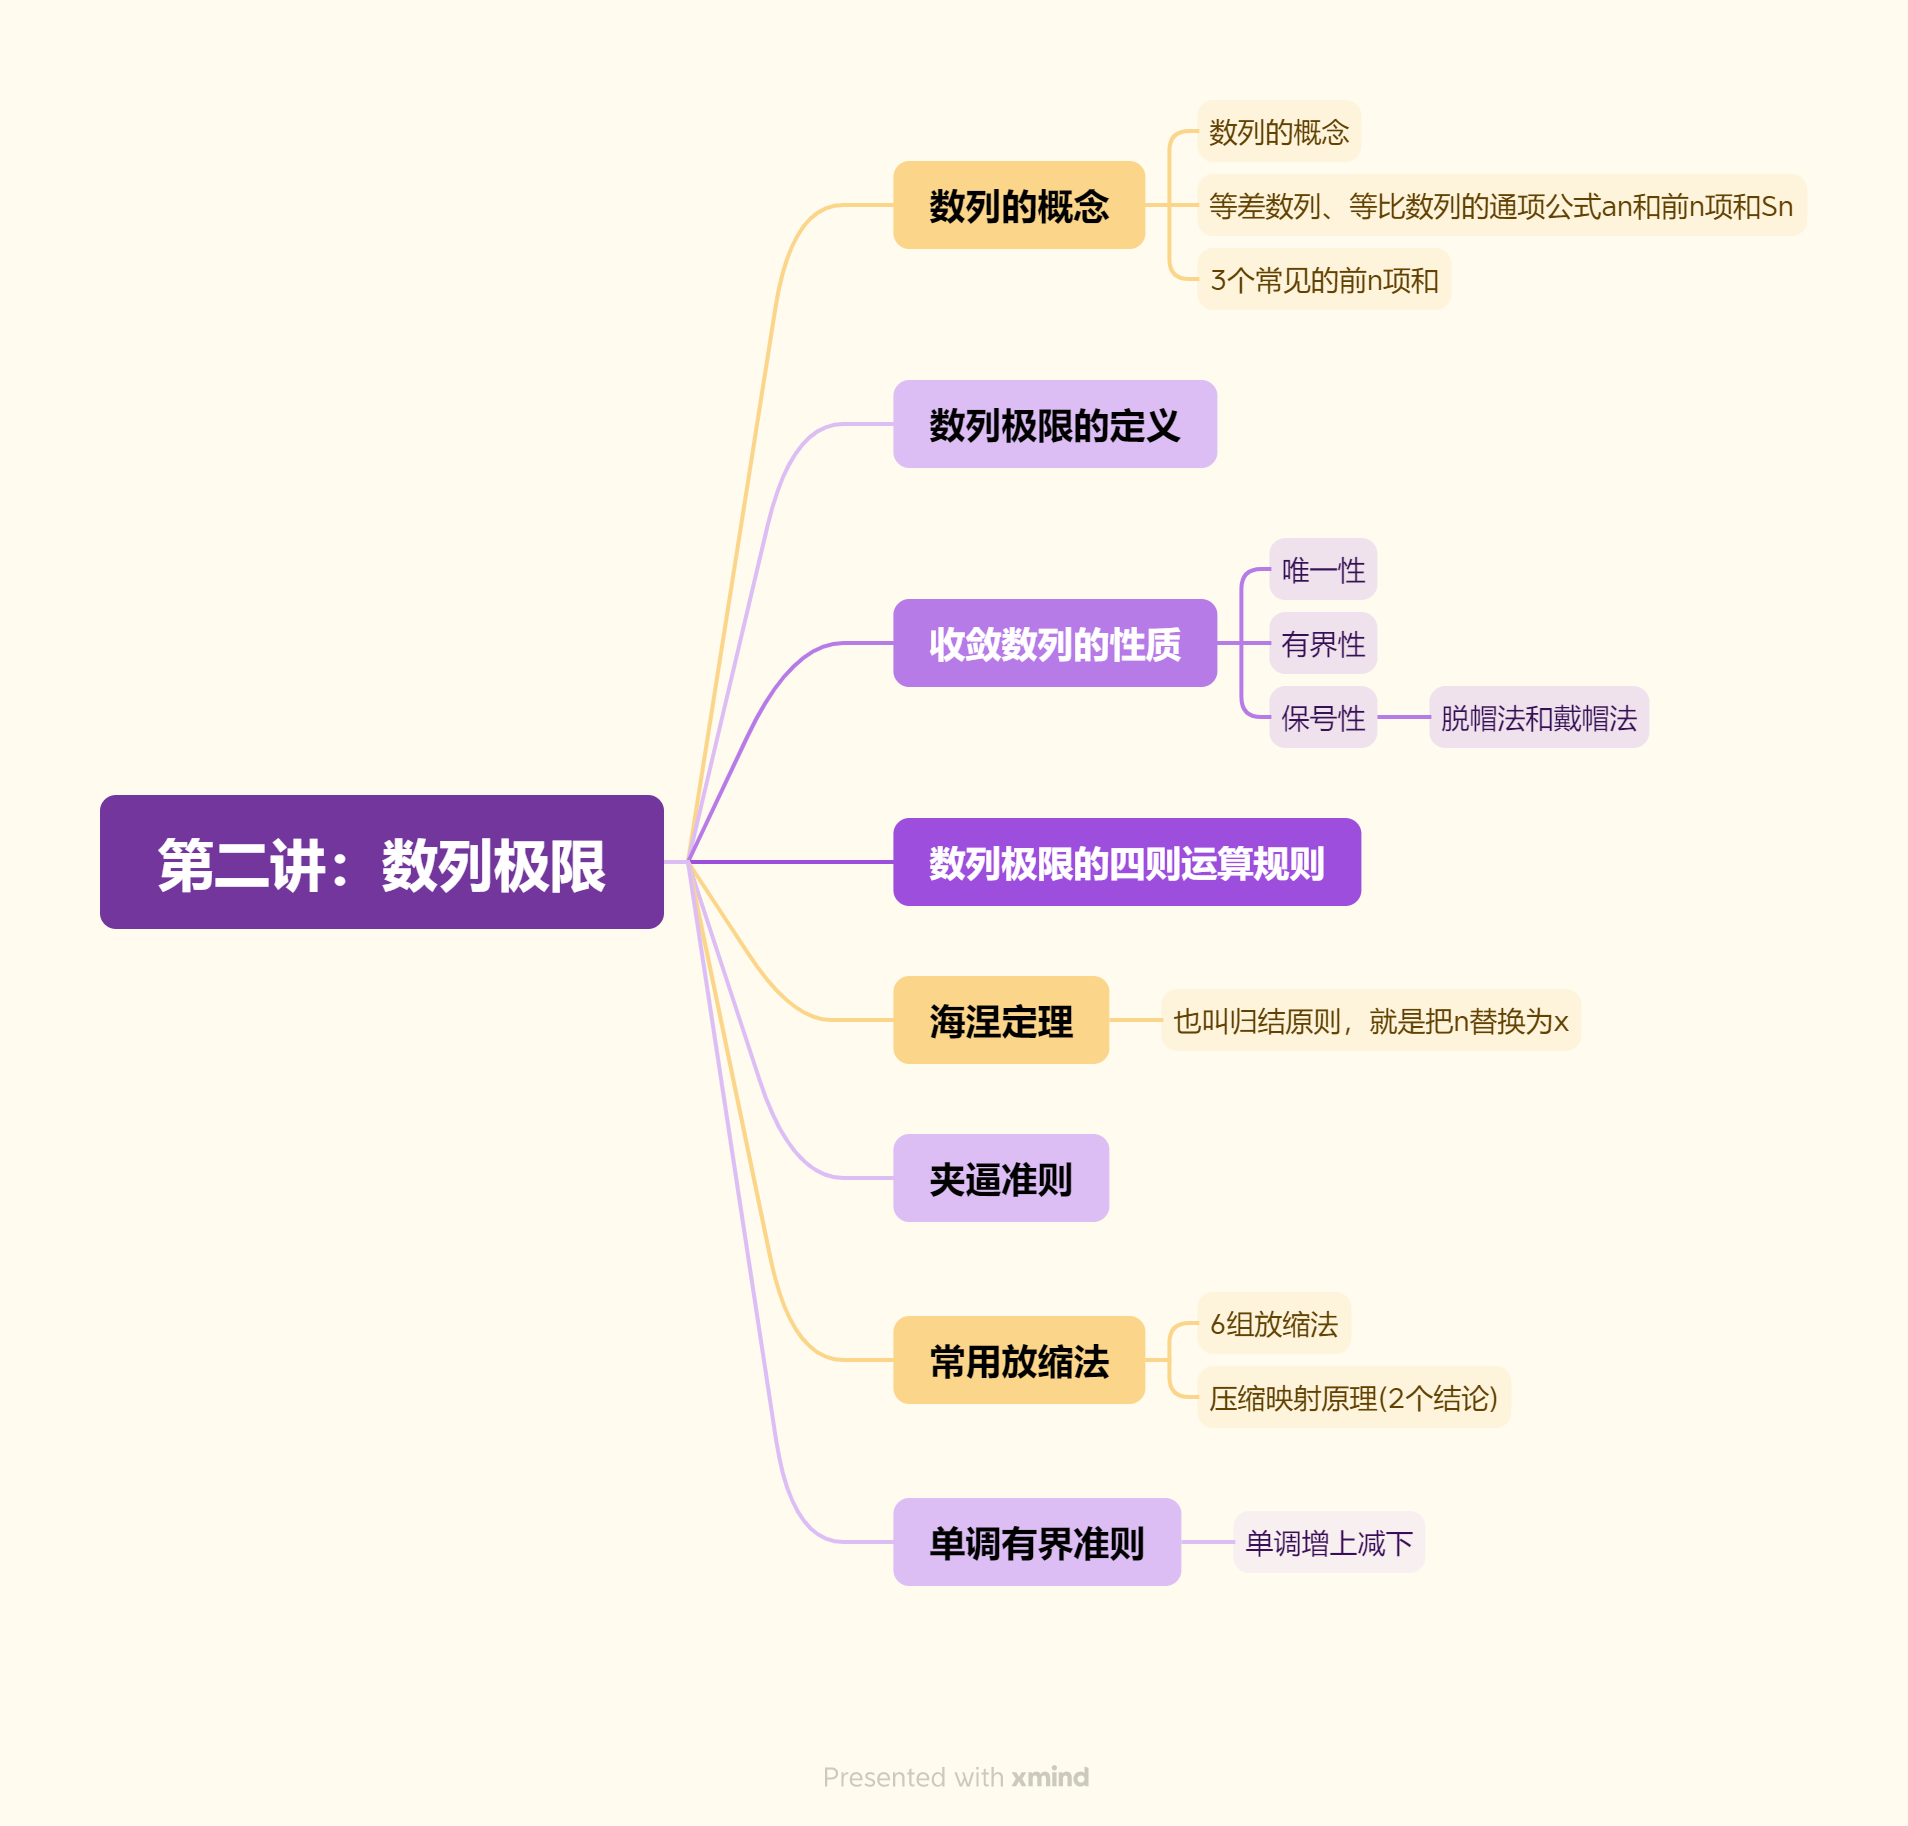 第二讲：数列极限
数列的概念
数列的概念
等差数列、等比数列的通项公式an和前n项和Sn
3个常见的前n项和
数列极限的定义
收敛数列的性质
唯一性
有界性
保号性
脱帽法和戴帽法
数列极限的四则运算规则
海涅定理
也叫归结原则，就是把n替换为x
夹逼准则
常用放缩法
6组放缩法
压缩映射原理(2个结论)
单调有界准则
单调增上减下
Presented with xmind